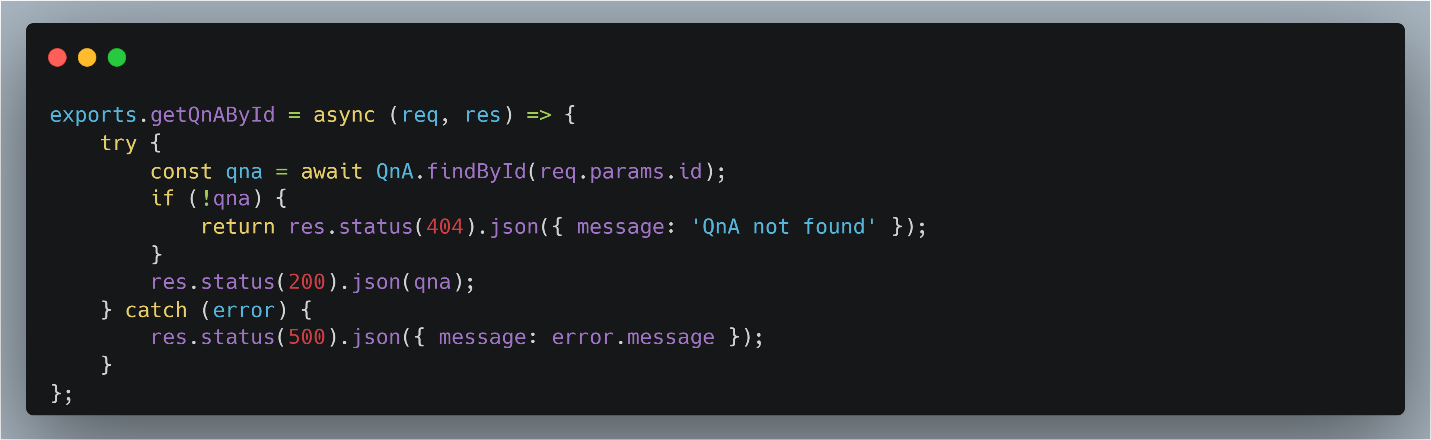 exports.getQnAById = async (req, res) => {
    try {
        const qna = await QnA.findById(req.params.id);
        if (!qna) {
            return res.status(404).json({ message: 'QnA not found' });
        }
        res.status(200).json(qna);
    } catch (error) {
        res.status(500).json({ message: error.message });
    }
};